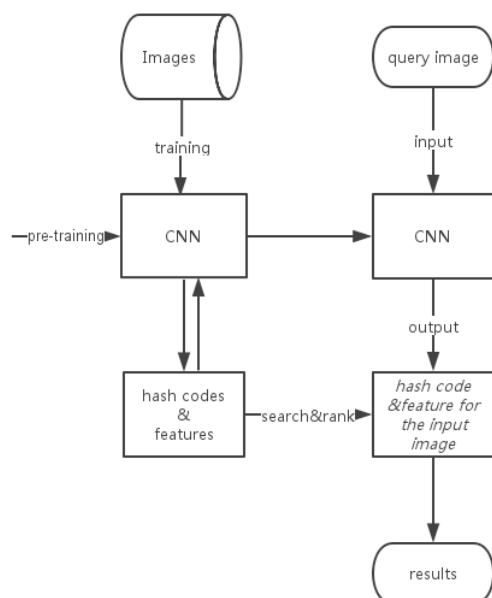 Images
query image
training
input
pre-training
CNN
CNN
output
hash codes
&
features
search&rank
hash code
&feature for
the input
image
results